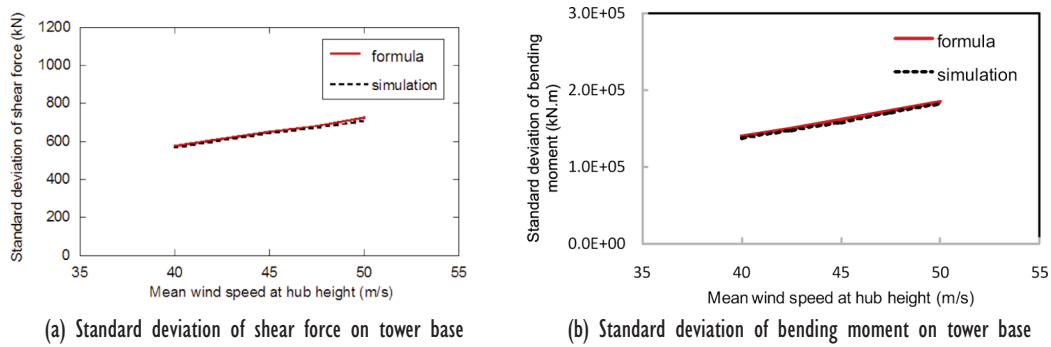 Standard deviation of shear force (kN)
1200
1000
800
600
400
200
0
35
40
45
50
55
Mean wind speed at hub height (m/s)
formula
simulation
(a) Standard deviation of shear force on tower base
Standard deviation of bending
moment (kN.m)
3.0E+05
2.0E+05
1.0E+05
0.0E+00
35
40
45
50
55
Mean wind speed at hub height (m/s)
formula
simulation
(b) Standard deviation of bending moment on tower base